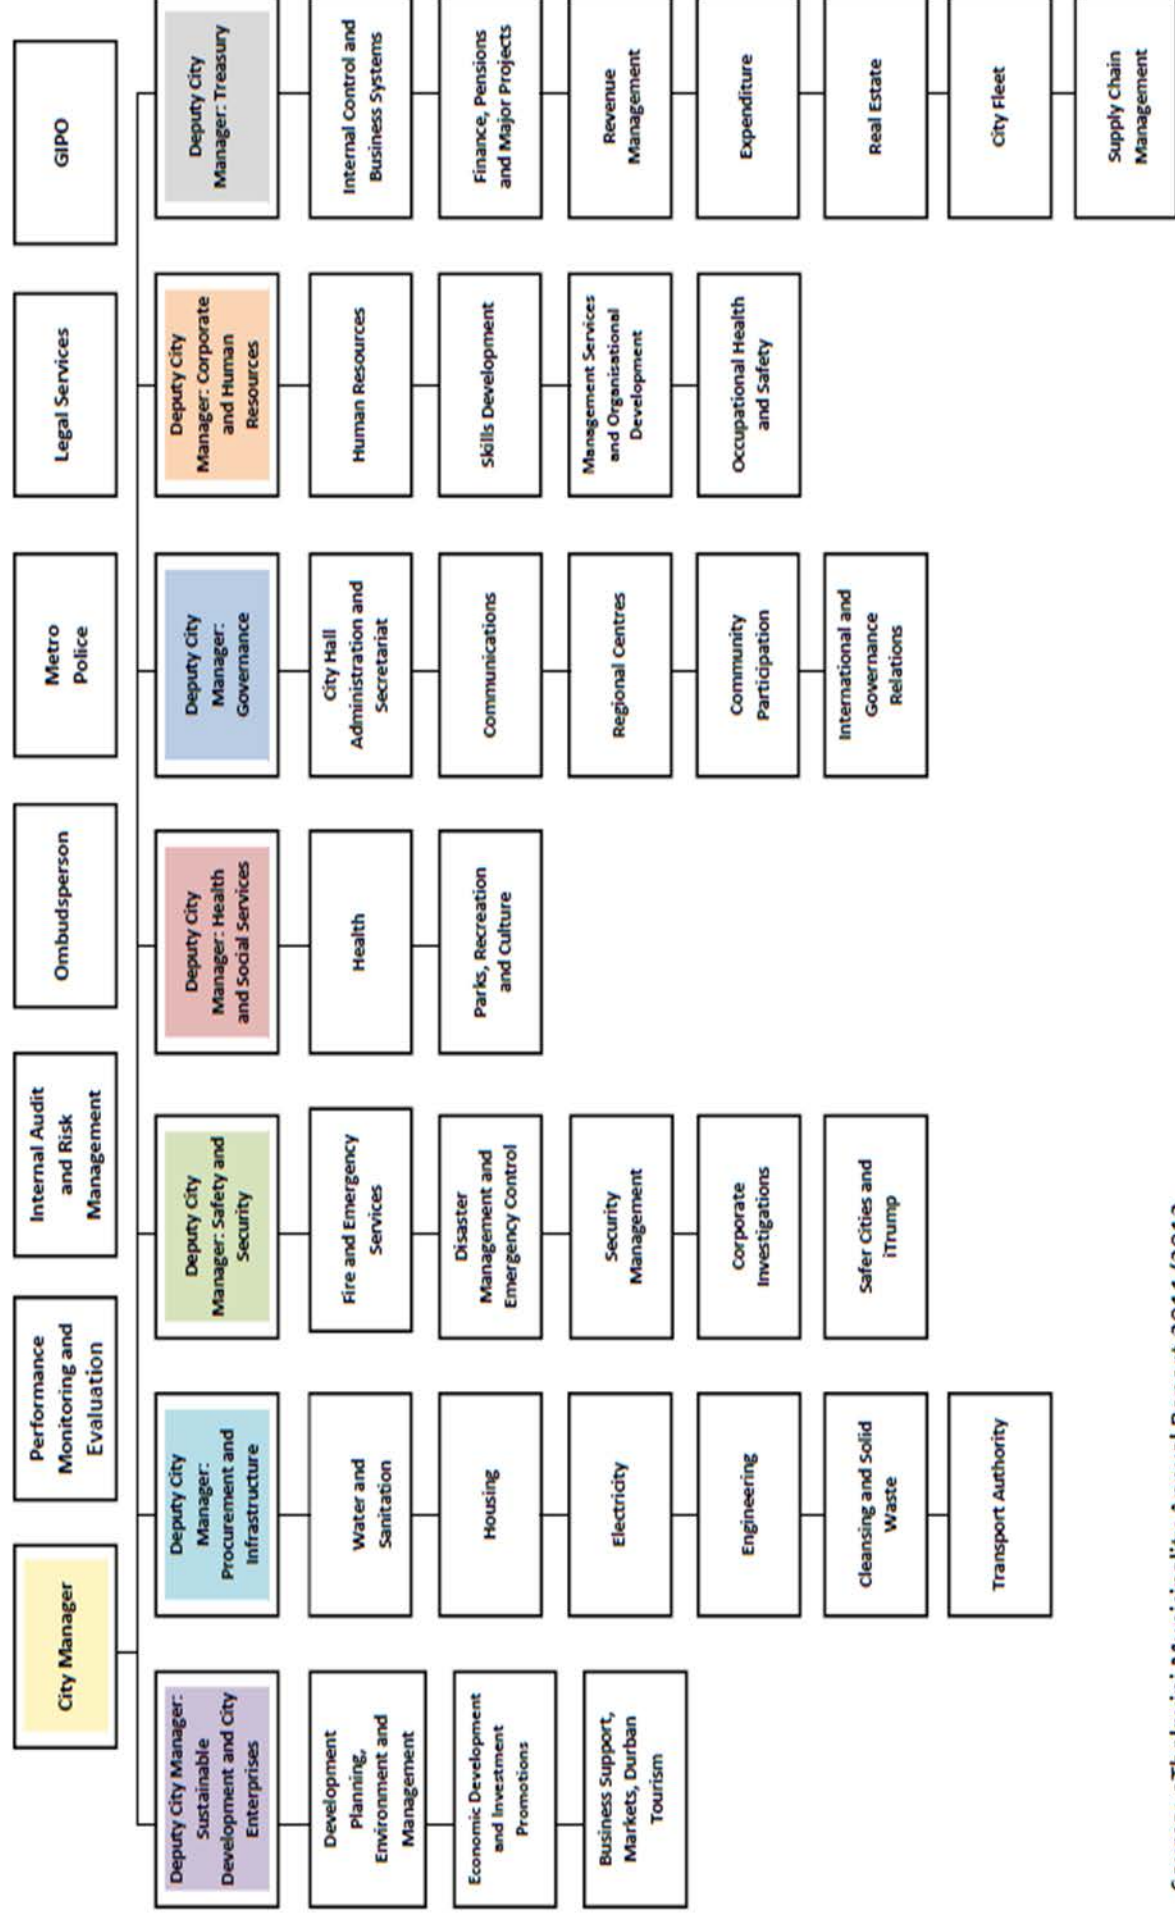 City Manager
Performance
Monitoring and
Evaluation
Internal Audit
and Risk
Management
Ombudsperson
Metro
Police
Legal Services
GIPO
Deputy City Manager:
Sustainable
Development and City
Enterprises
Development
Planning,
Environment and
Management
Economic Development
and Investment
Promotions
Business Support,
Markets, Durban
Tourism
Deputy City
Manager:
Procurement and
Infrastructure
Water and
Sanitation
Housing
Electricity
Engineering
Cleansing and Solid
Waste
Transport Authority
Deputy City
Manager: Safety and
Security
Fire and Emergency
Services
Disaster
Management and
Emergency Control
Security
Management
Corporate
Investigations
Safer Cities and
iTrump
Deputy City
Manager: Health
and Social Services
Health
Parks, Recreation
and Culture
Deputy City
Manager:
Governance
City Hall
Administration and
Secretariat
Communications
Regional Centres
Community
Participation
International and
Governance
Relations
Deputy City
Manager: Corporate
and Human
Resources
Human Resources
Skills Development
Management Services
and Organisational
Development
Occupational Health
and Safety
Deputy City
Manager: Treasury
Internal Control and
Business Systems
Finance, Pensions
and Major Projects
Revenue
Management
Expenditure
Real Estate
City Fleet
Supply Chain
Management